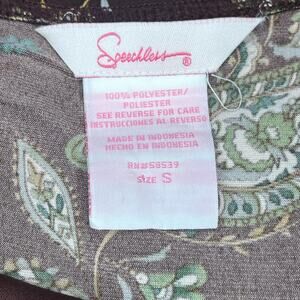 Speechless®
100% POLYESTER/
POLIESTER
SEE REVERSE FOR CARE
INSTRUCCIONES AL REVERSO
MADE IN INDONESIA
HECHO EN INDONESIA
RN#58539
SIZE S